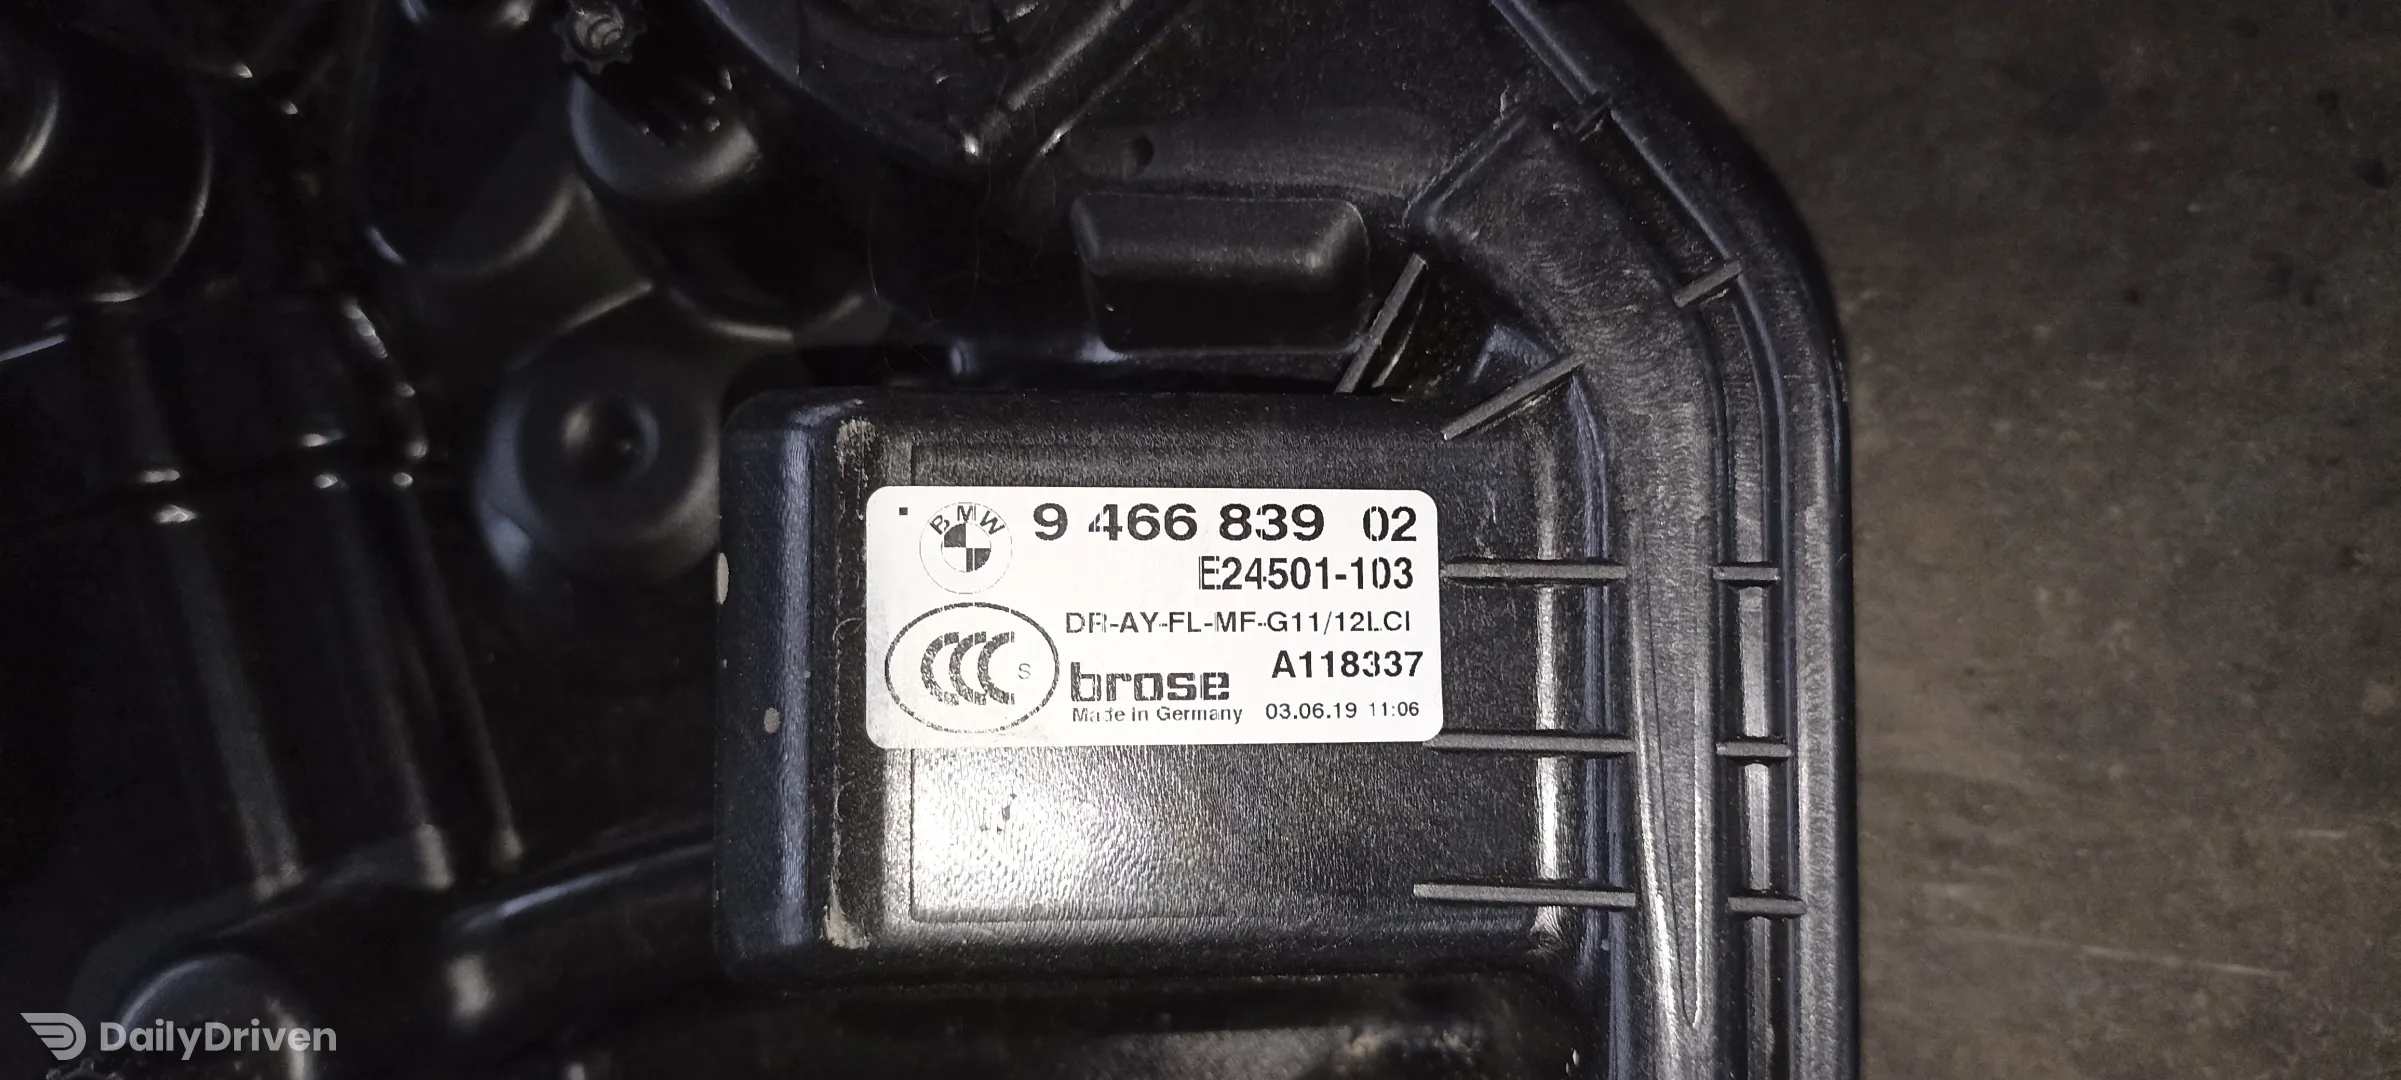 BMW
9 466 839 02
E24501-103
DR-AY-FL-MF-G11/12LCI
CCC S
brose A118337
Made in Germany 03.06.19 11:06
DailyDriven